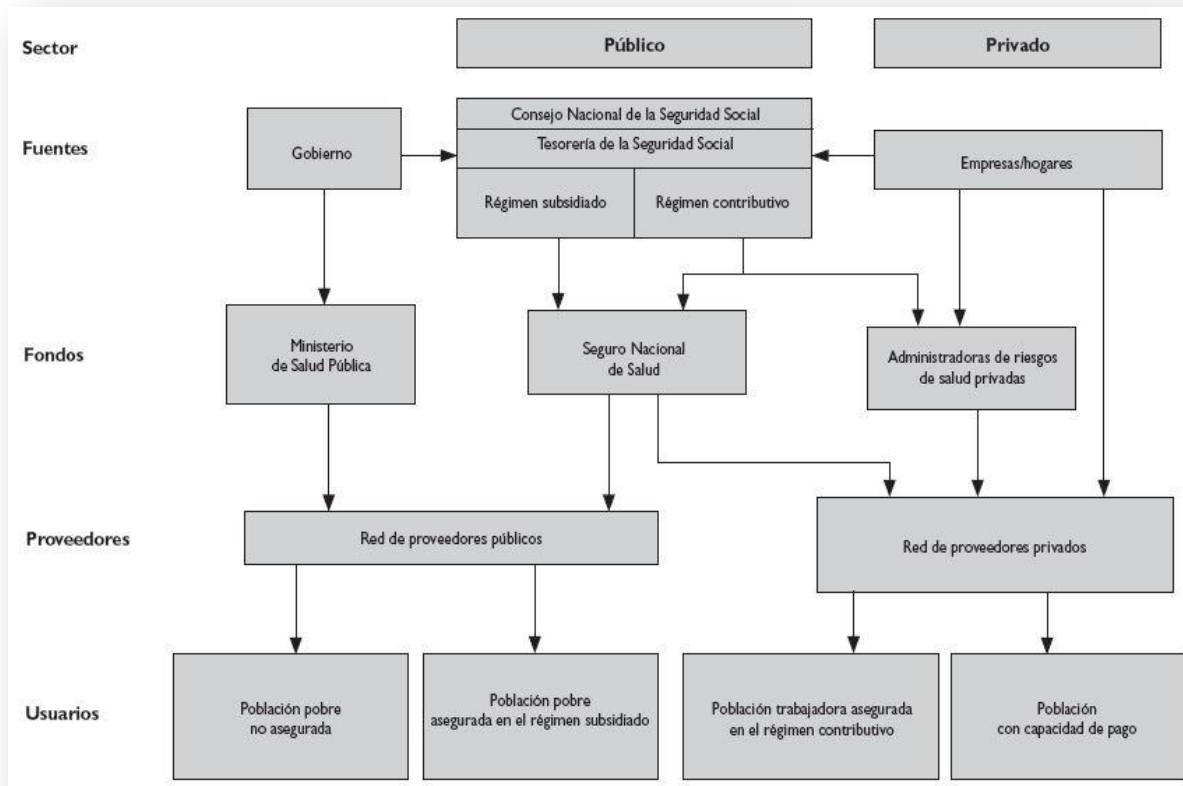 Sector
Público
Privado
Fuentes
Gobierno
Consejo Nacional de la Seguridad Social
Tesorería de la Seguridad Social
Régimen subsidiado
Régimen contributivo
Empresas/hogares
Fondos
Ministerio
de Salud Pública
Seguro Nacional
de Salud
Administradoras de riesgos
de salud privadas
Proveedores
Red de proveedores públicos
Red de proveedores privados
Usuarios
Población pobre
no asegurada
Población pobre
asegurada en el régimen subsidiado
Población trabajadora asegurada
en el régimen contributivo
Población
con capacidad de pago